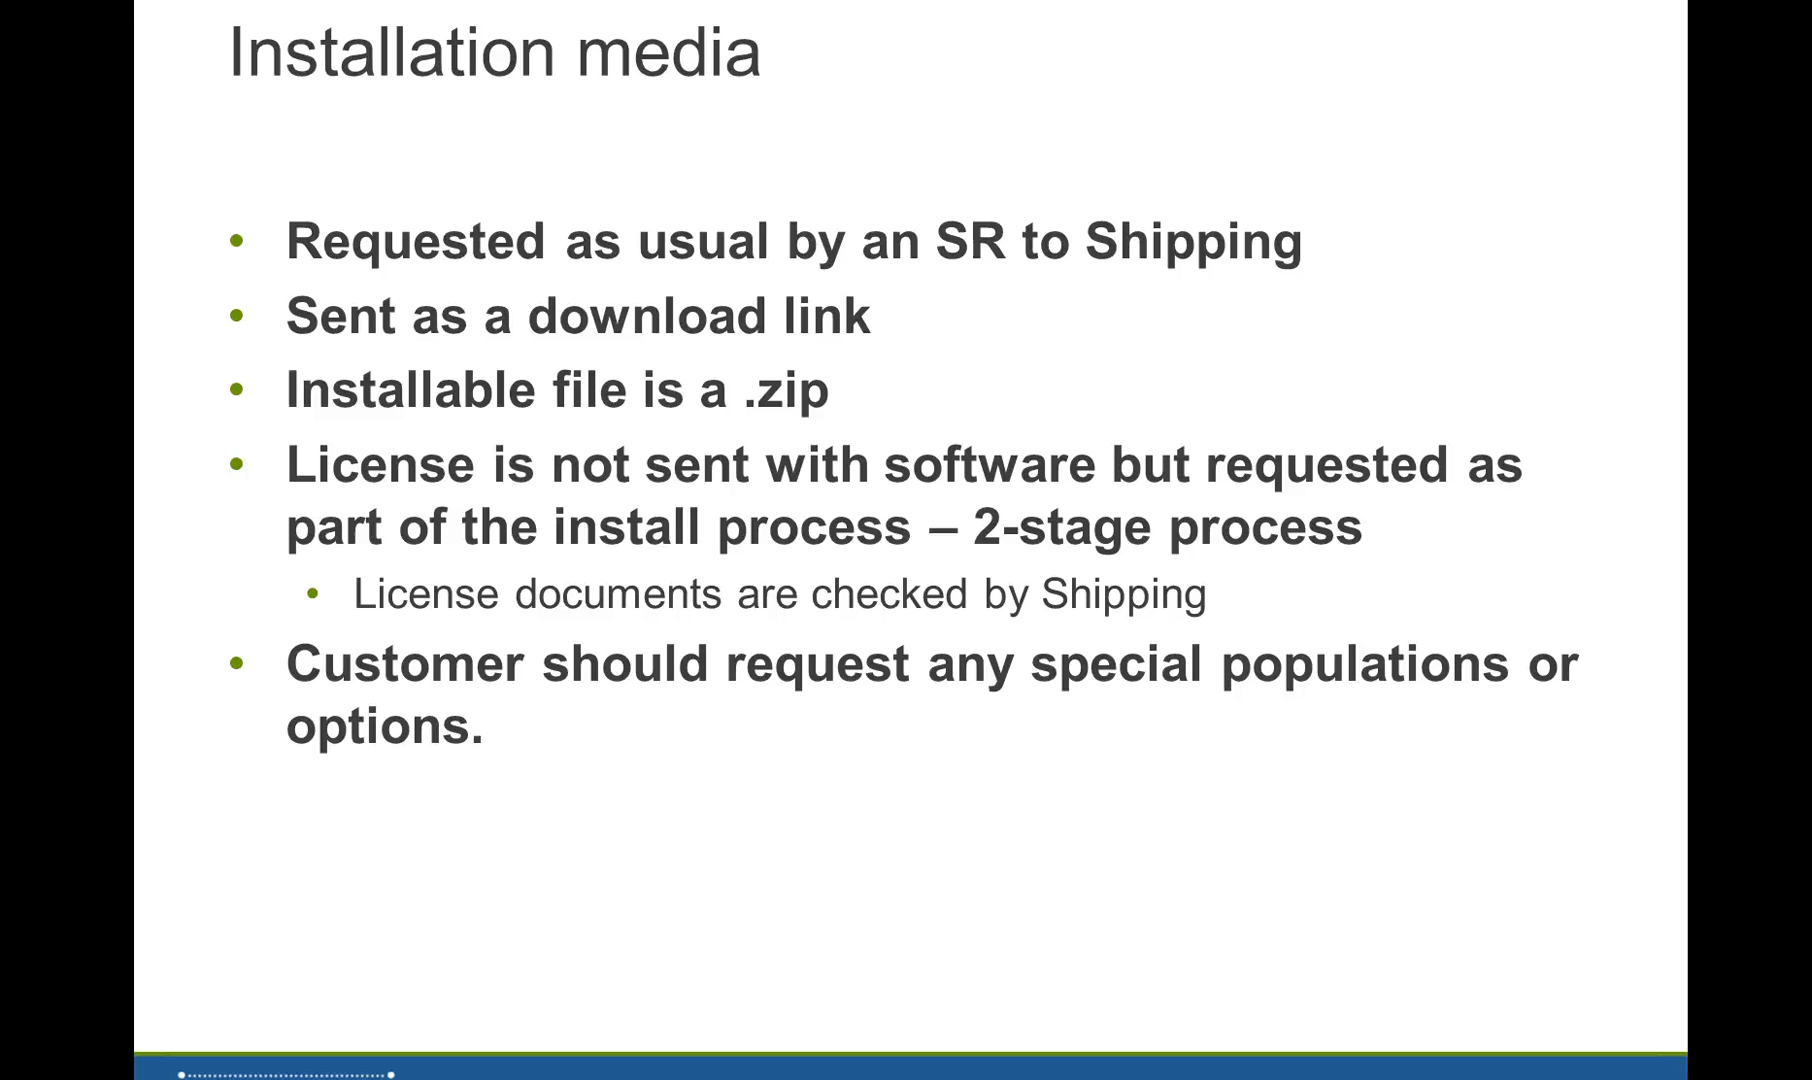 Installation media
• Requested as usual by an SR to Shipping
• Sent as a download link
• Installable file is a .zip
• License is not sent with software but requested as
part of the install process – 2-stage process
• License documents are checked by Shipping
• Customer should request any special populations or
options.